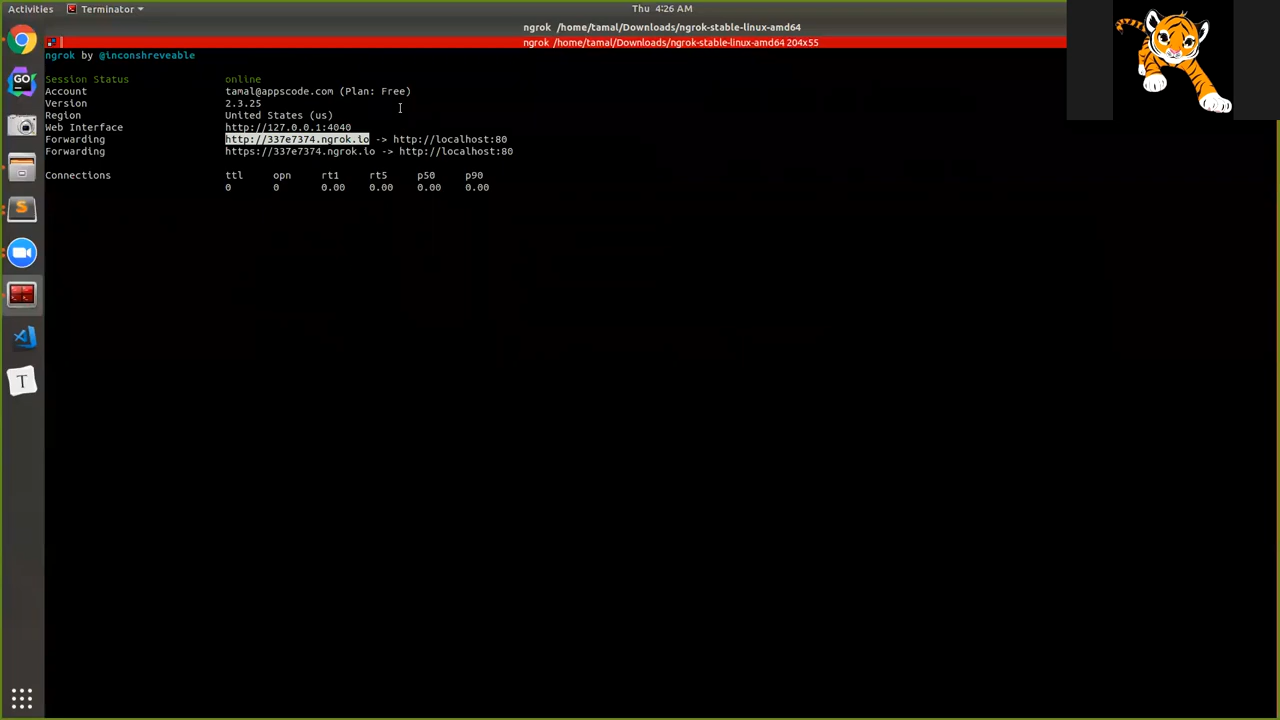 Activities Terminator Thu 4:26 AM
ngrok /home/tamal/Downloads/ngrok-stable-linux-amd64
ngrok /home/tamal/Downloads/ngrok-stable-linux-amd64 204x55
ngrok by @inconshreveable
Session Status online
Account tamal@appscode.com (Plan: Free)
Version 2.3.25
Region United States (us)
Web Interface http://127.0.0.1:4040
Forwarding http://337e7374.ngrok.io -> http://localhost:80
Forwarding https://337e7374.ngrok.io -> http://localhost:80
Connections ttl opn rt1 rt5 p50 p90
0 0 0.00 0.00 0.00 0.00
GO
S
T